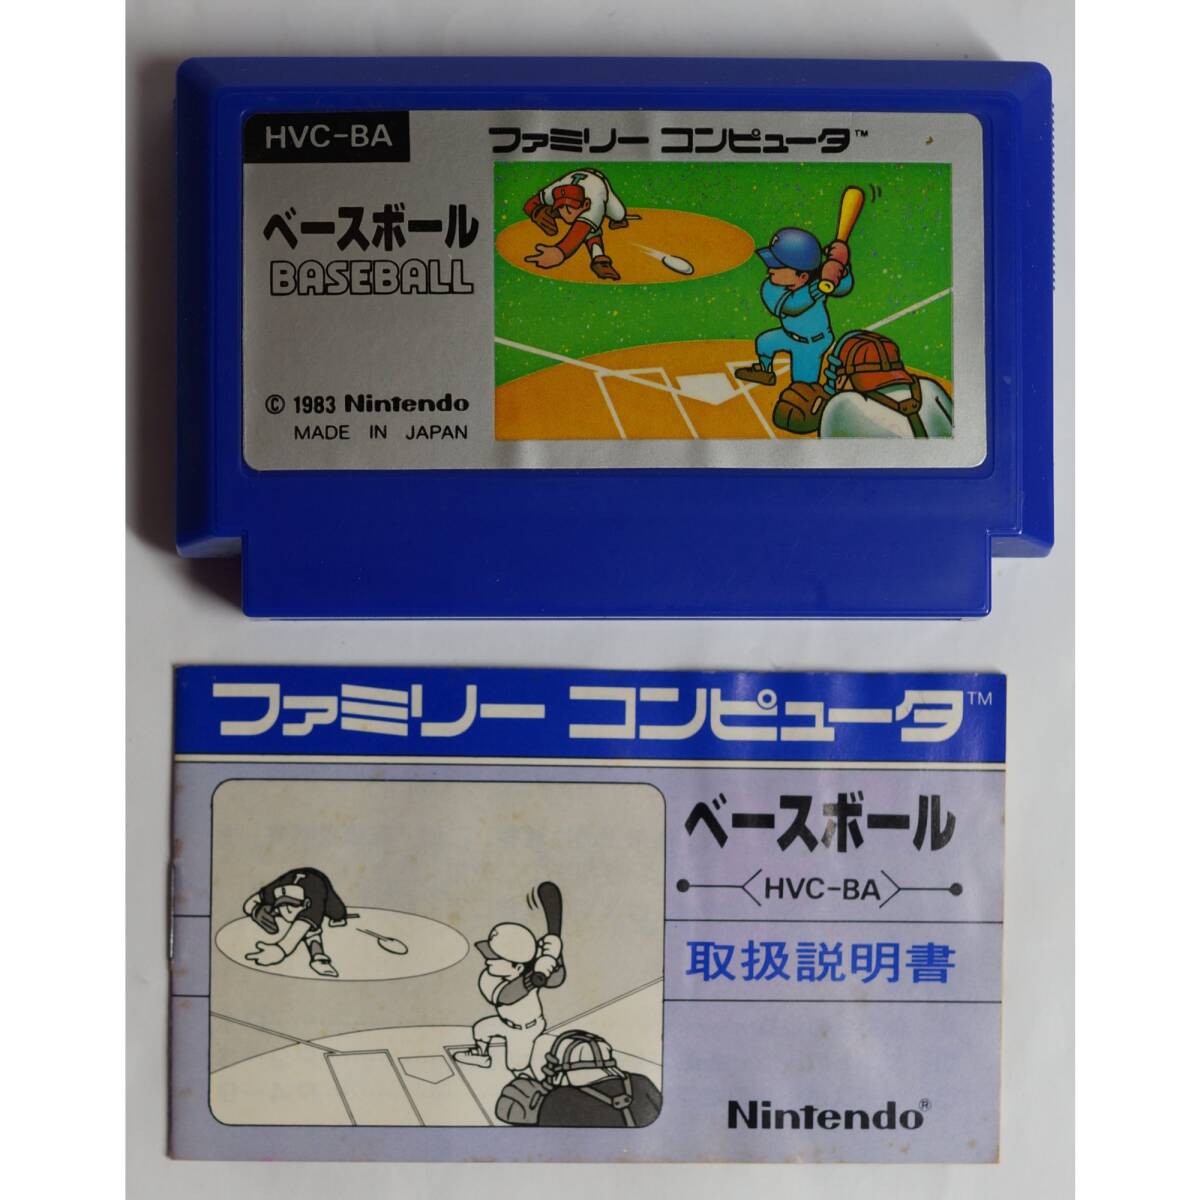 HVC-BA
ファミリー コンピュータ™
T
ベースボール
BASEBALL
© 1983 Nintendo
MADE IN JAPAN
ファミリー コンピュータ™
ベースボール
HVC-BA
取扱説明書
T
Nintendo®